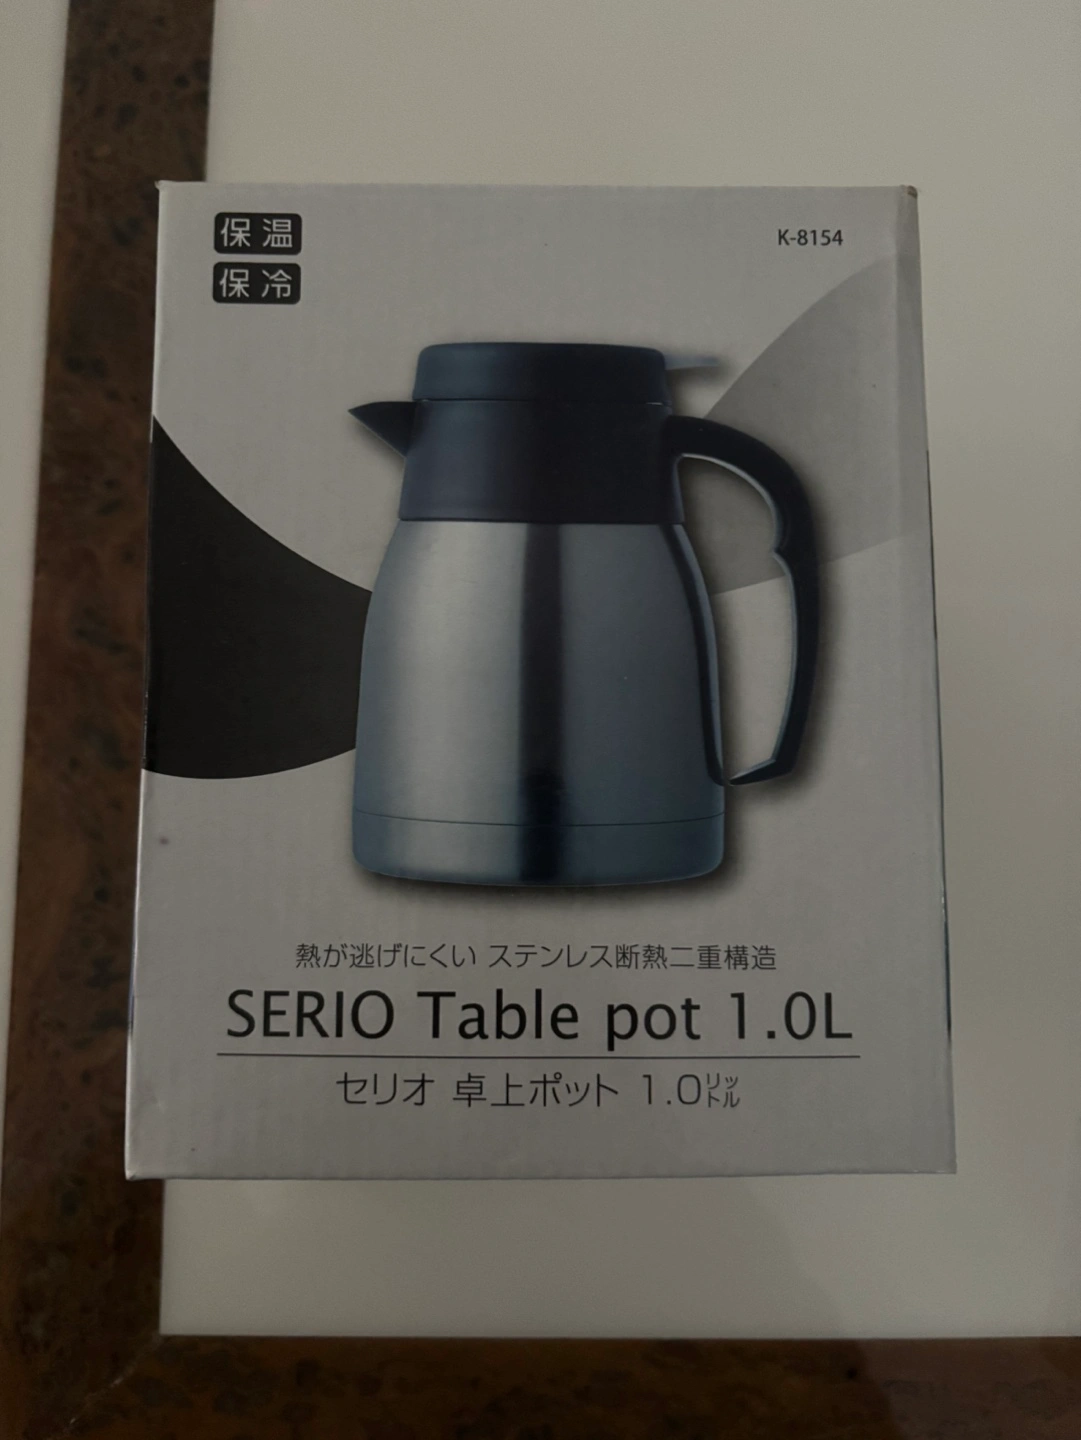 保温
保冷
K-8154
熱が逃げにくい ステンレス断熱二重構造
SERIO Table pot 1.0L
セリオ 卓上ポット 1.0リットル